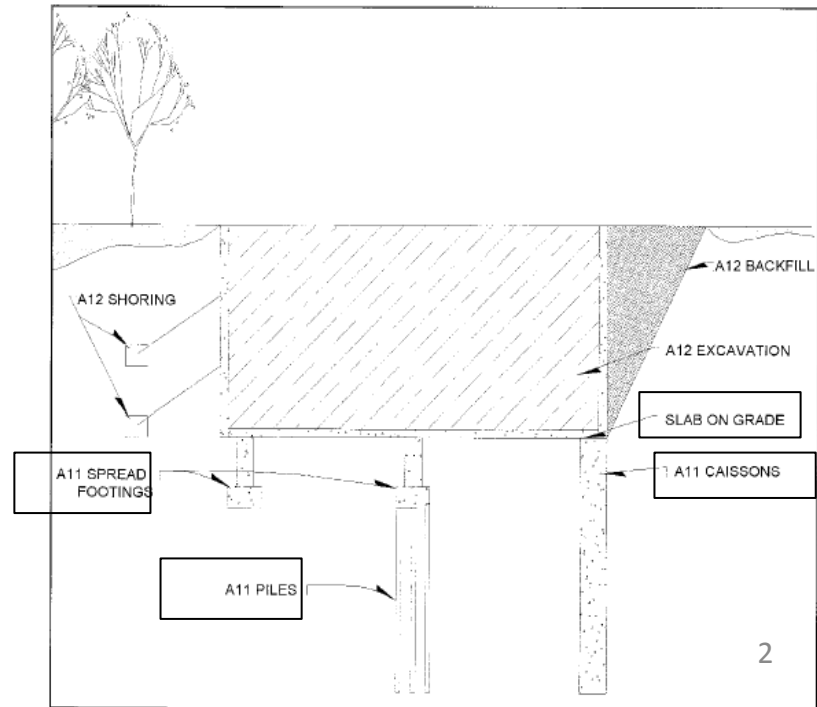 A12 BACKFILL
A12 SHORING
A12 EXCAVATION
SLAB ON GRADE
A11 SPREAD
FOOTINGS
A11 CAISSONS
A11 PILES
2